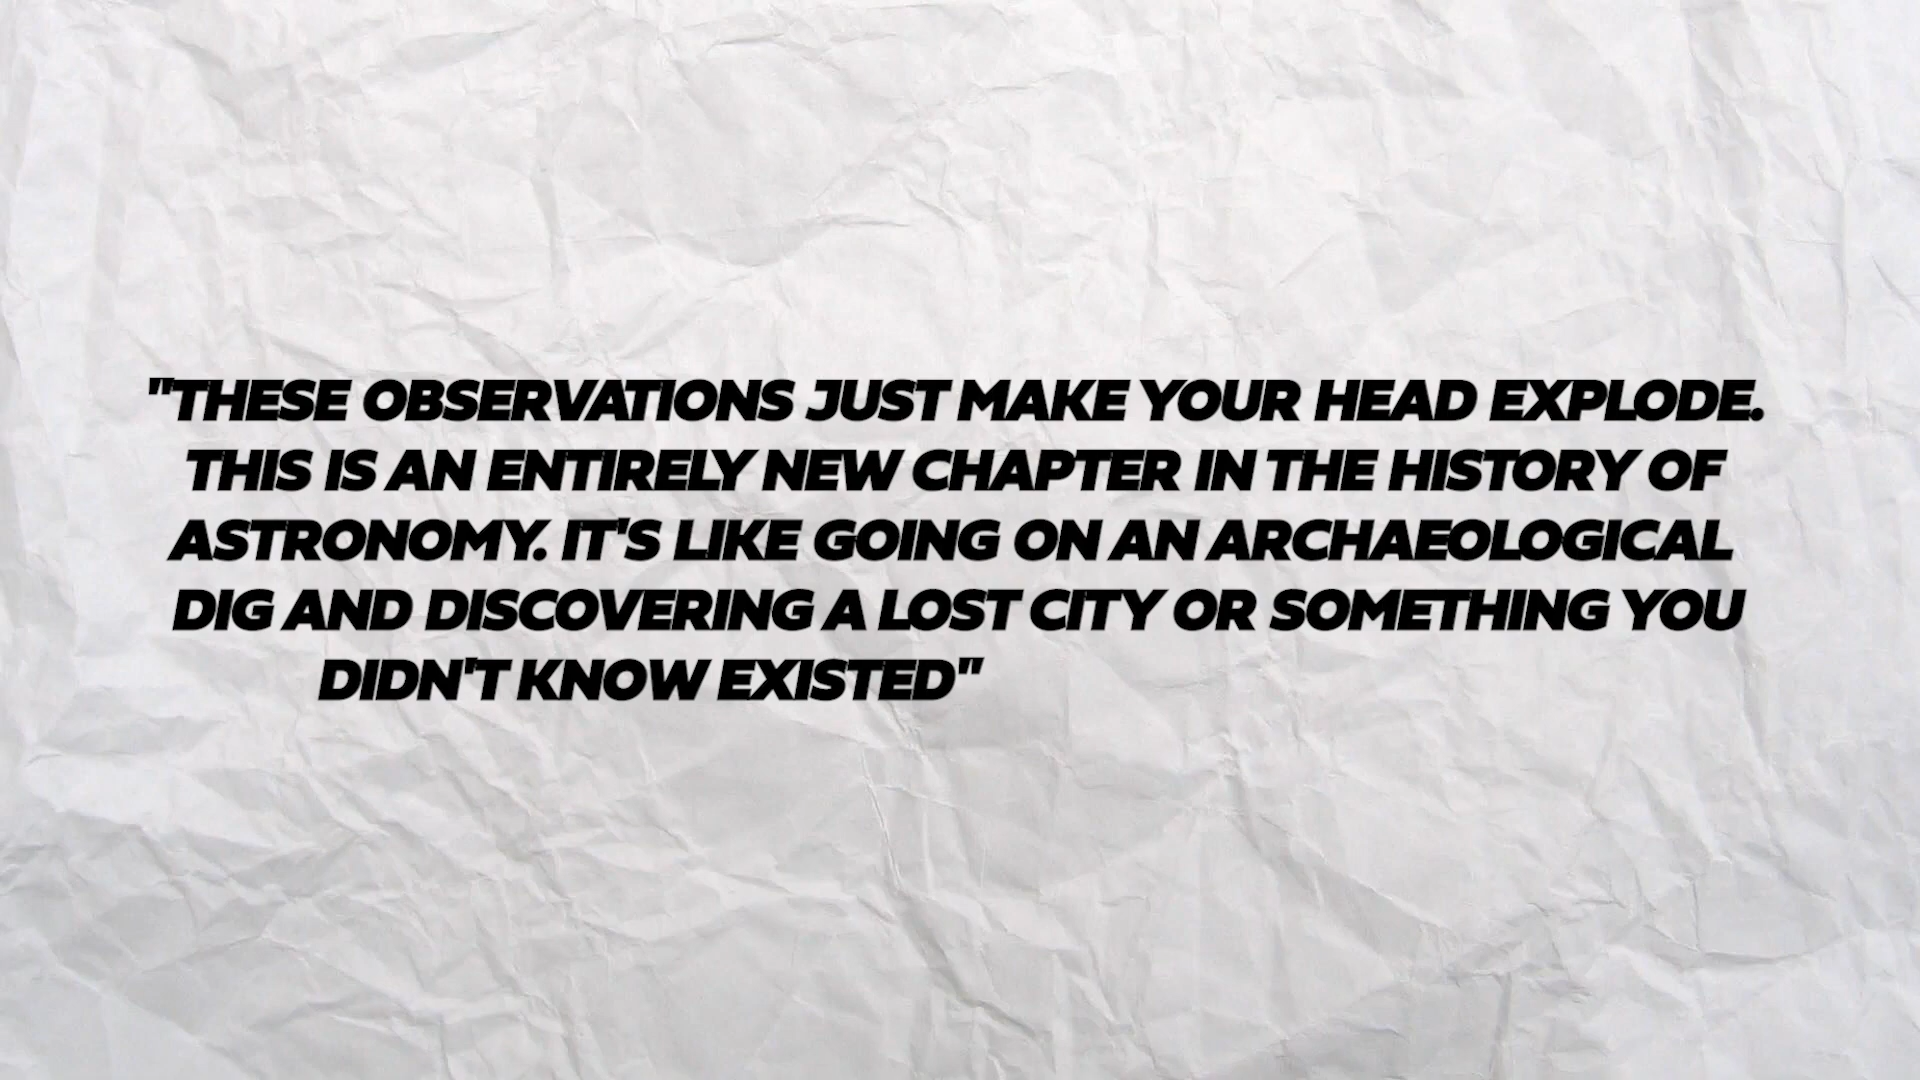 "THESE OBSERVATIONS JUST MAKE YOUR HEAD EXPLODE.
THIS IS AN ENTIRELY NEW CHAPTER IN THE HISTORY OF
ASTRONOMY. IT'S LIKE GOING ON AN ARCHAEOLOGICAL
DIG AND DISCOVERING A LOST CITY OR SOMETHING YOU
DIDN'T KNOW EXISTED"